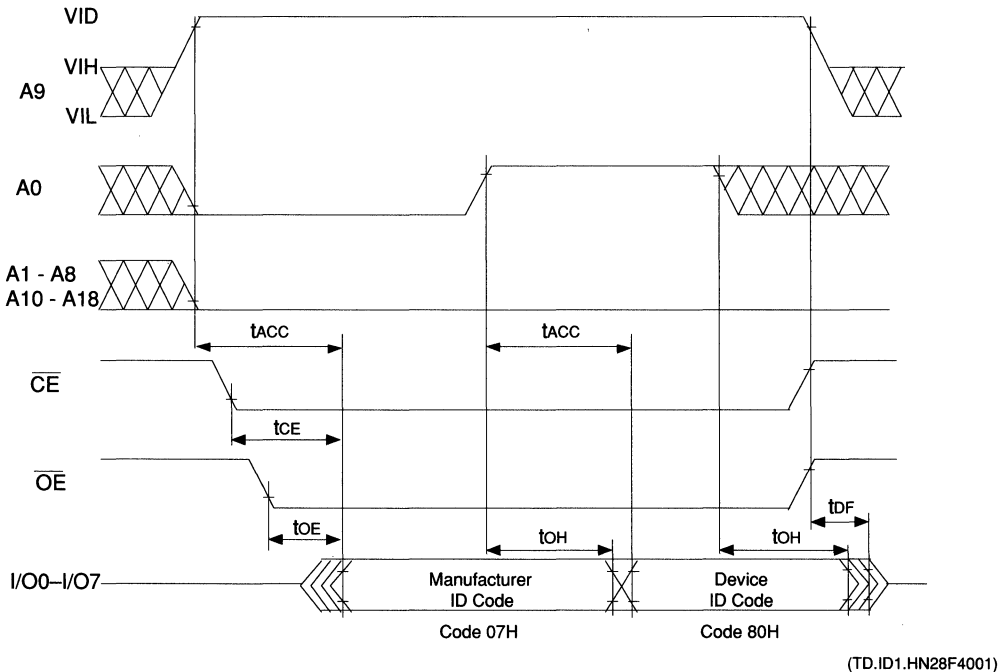 VID
VIH
A9
VIL
A0
A1 - A8
A10 - A18
tACC
tACC
CE
tCE
OE
tDF
tOE
tOH
tOH
I/O0–I/O7
Manufacturer
ID Code
Device
ID Code
Code 07H
Code 80H
(TD.ID1.HN28F4001)